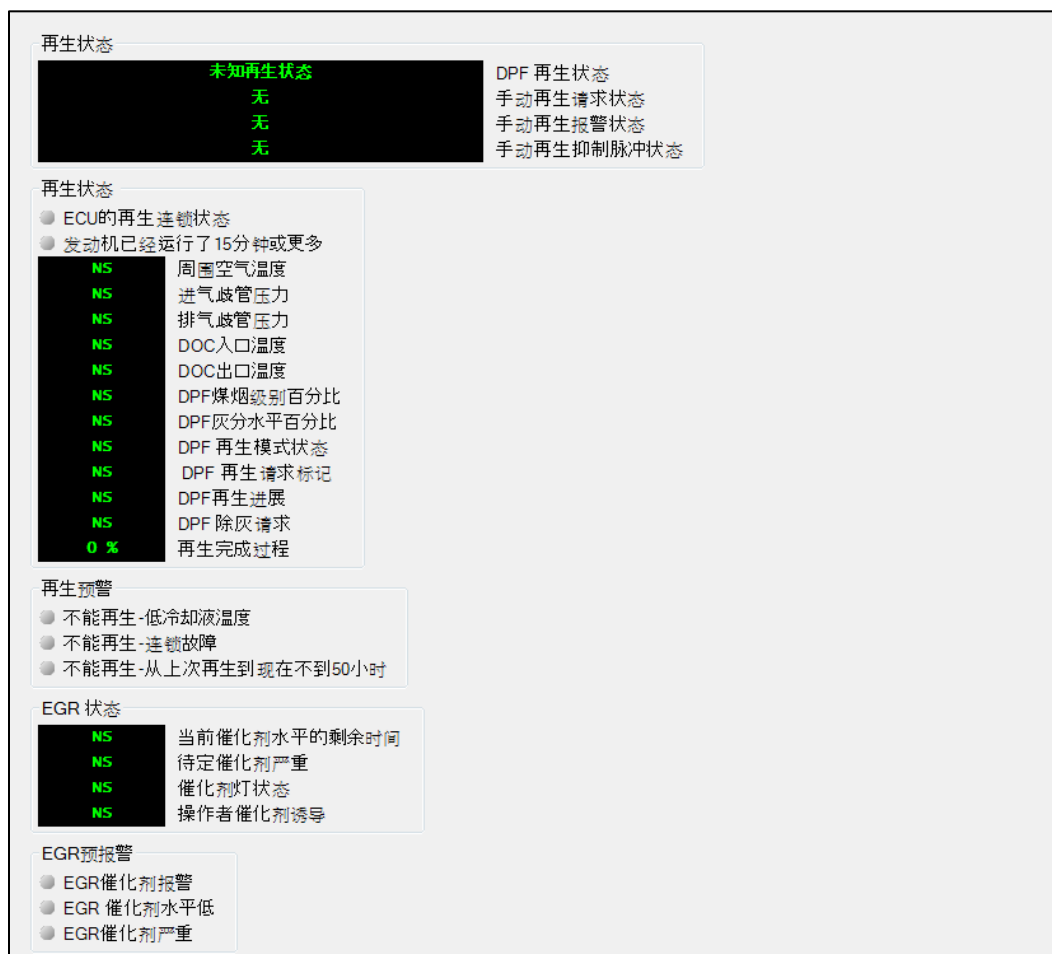 再生状态
未知再生状态 DPF 再生状态
无 手动再生请求状态
无 手动再生报警状态
无 手动再生抑制脉冲状态
再生状态
ECU的再生连锁状态
发动机已经运行了15分钟或更多
NS 周围空气温度
NS 进气歧管压力
NS 排气歧管压力
NS DOC入口温度
NS DOC出口温度
NS DPF煤烟级别百分比
NS DPF灰分水平百分比
NS DPF 再生模式状态
NS DPF 再生请求标记
NS DPF再生进展
NS DPF 除灰请求
0 % 再生完成过程
再生预警
不能再生-低冷却液温度
不能再生-连锁故障
不能再生-从上次再生到现在不到50小时
EGR 状态
NS 当前催化剂水平的剩余时间
NS 待定催化剂严重
NS 催化剂灯状态
NS 操作者催化剂诱导
EGR预报警
EGR催化剂报警
EGR 催化剂水平低
EGR催化剂严重